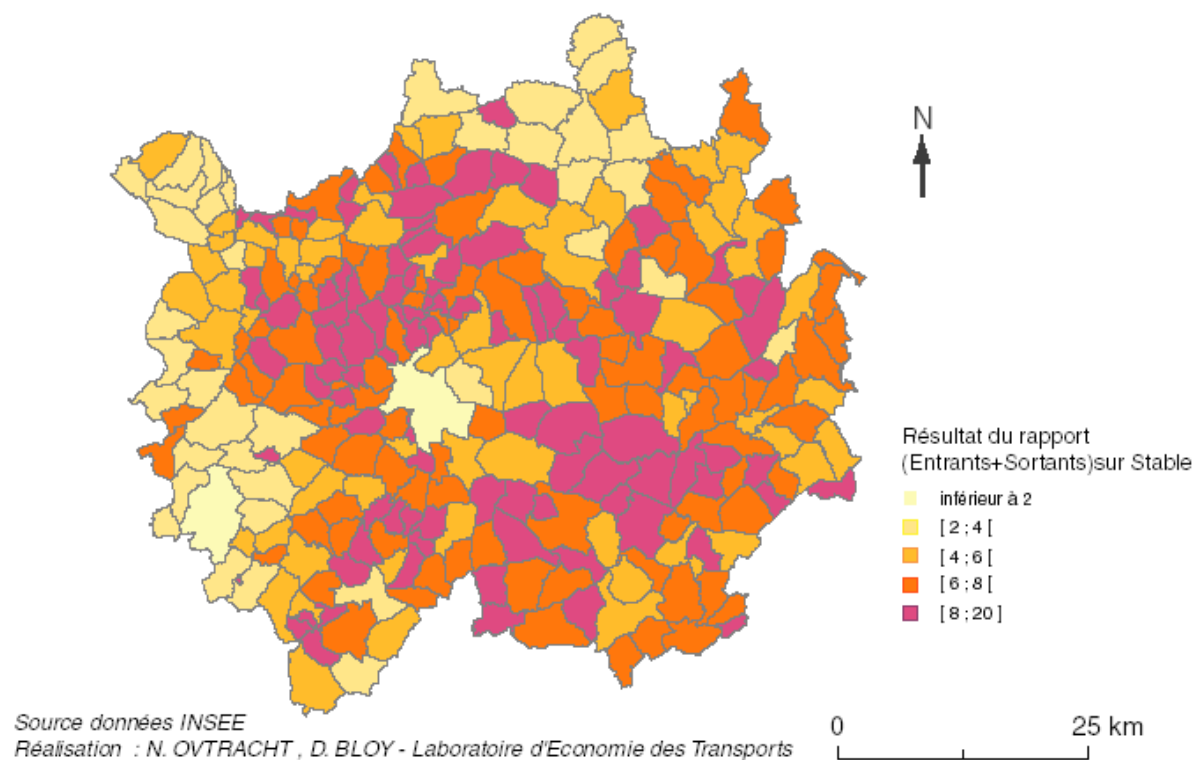 N
Résultat du rapport
(Entrants+Sortants)sur Stable
inférieur à 2
[ 2 ; 4 [
[ 4 ; 6 [
[ 6 ; 8 [
[ 8 ; 20 ]
Source données INSEE
Réalisation : N. OVTRACHT , D. BLOY - Laboratoire d'Economie des Transports
0 25 km